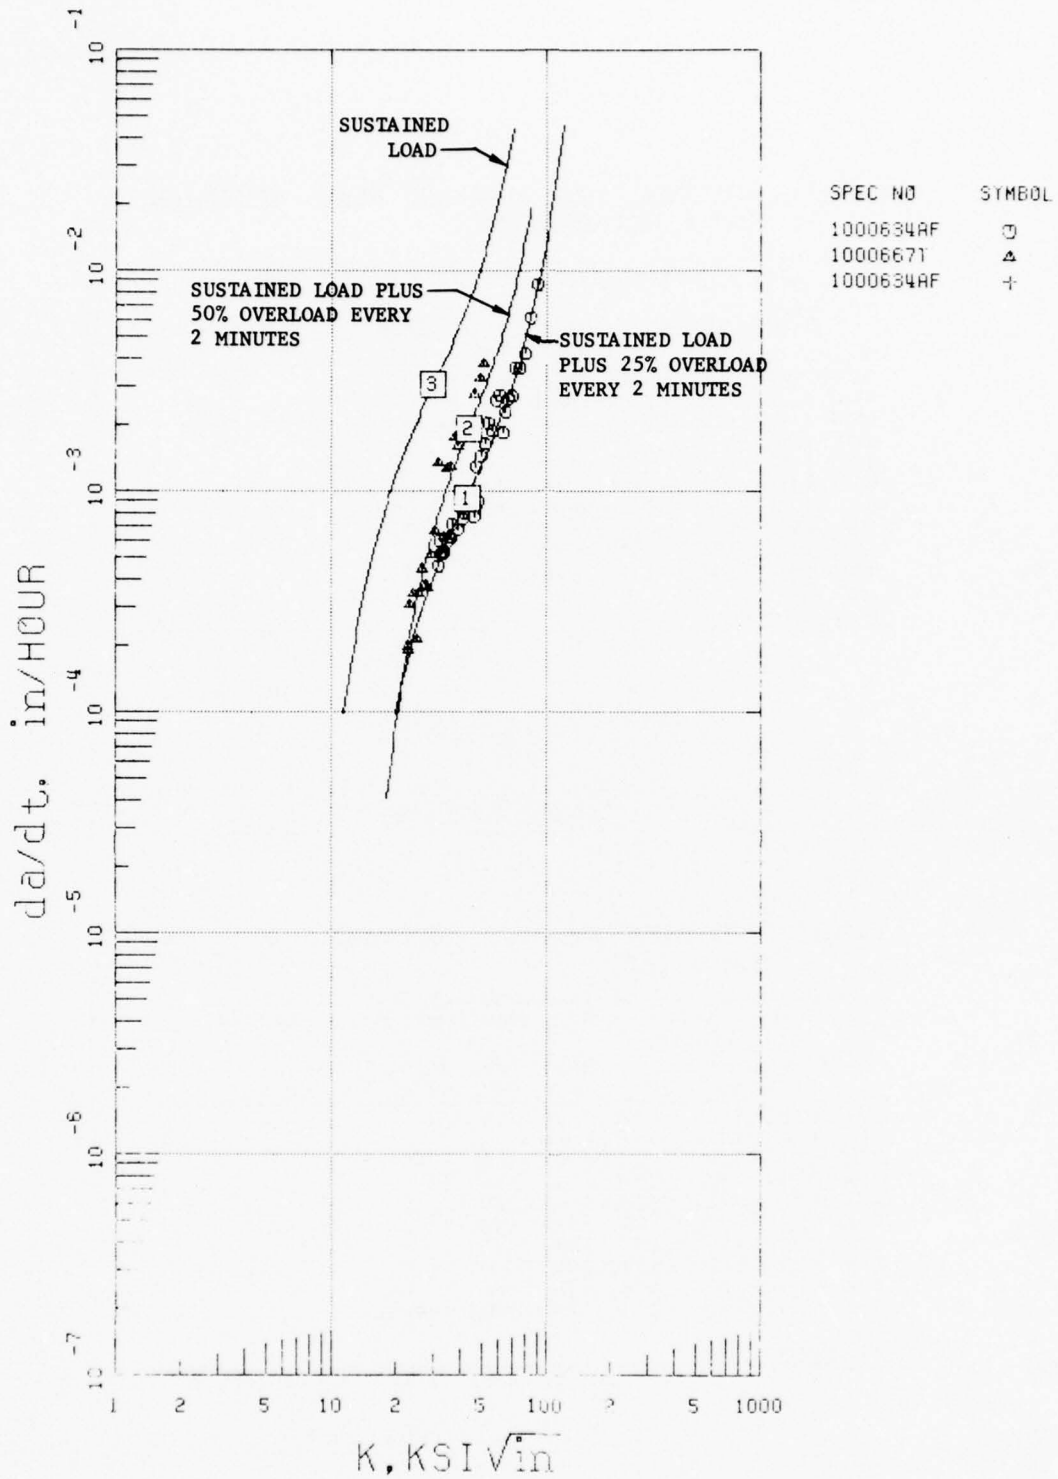 10 -1
SUSTAINED
LOAD
SPEC NO SYMBOL
1000634AF
1000667T
1000634AF
10 -2
SUSTAINED LOAD PLUS
50% OVERLOAD EVERY
2 MINUTES
SUSTAINED LOAD
PLUS 25% OVERLOAD
EVERY 2 MINUTES
3
2
10 -3
1
da/dt, in/HOUR
10 -4
10 -5
10 -6
10 -7
1 2 5 10 2 5 100 2 5 1000
K, KSI √in